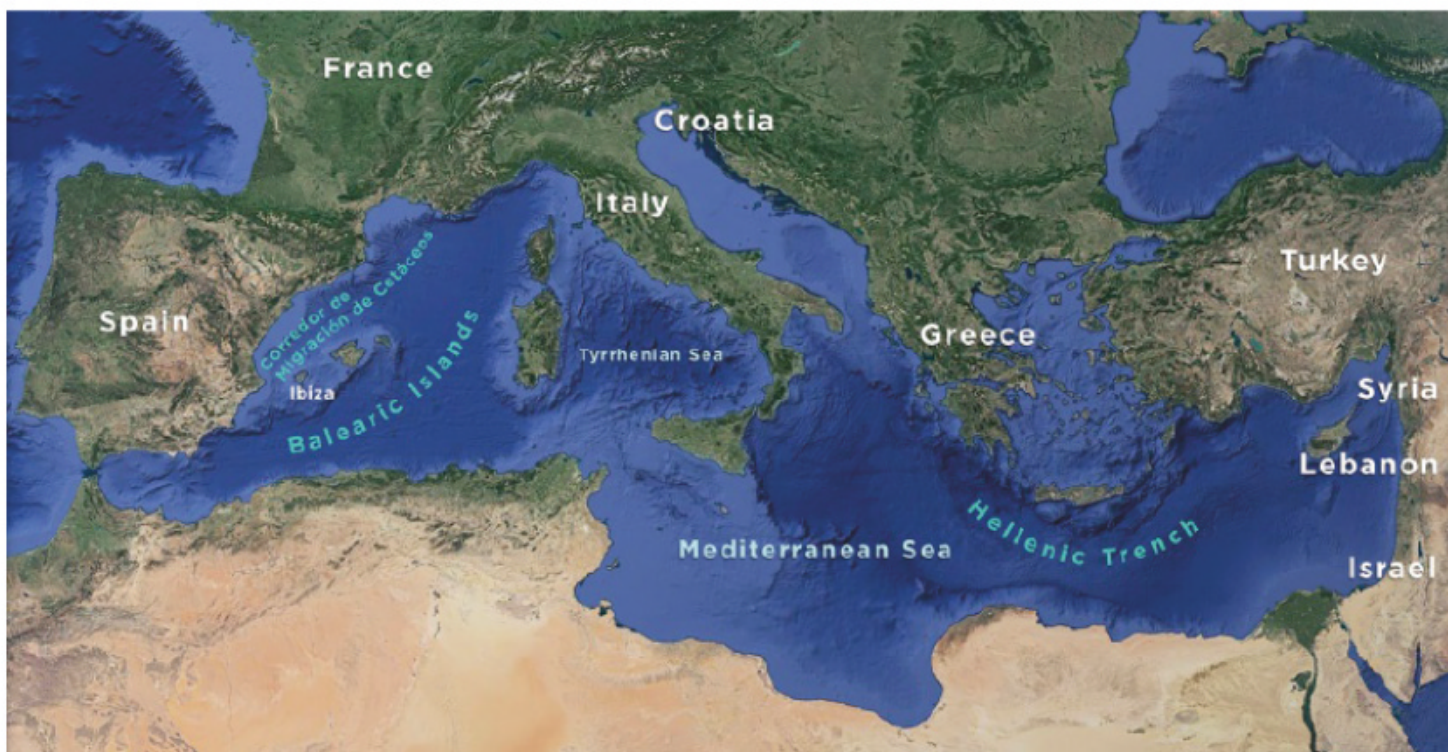 France
Croatia
Italy
Turkey
Corredor de
Migración de Cetáceos
Spain
Greece
Tyrrhenian Sea
Ibiza
Syria
Balearic Islands
Lebanon
Hellenic Trench
Mediterranean Sea
Israel